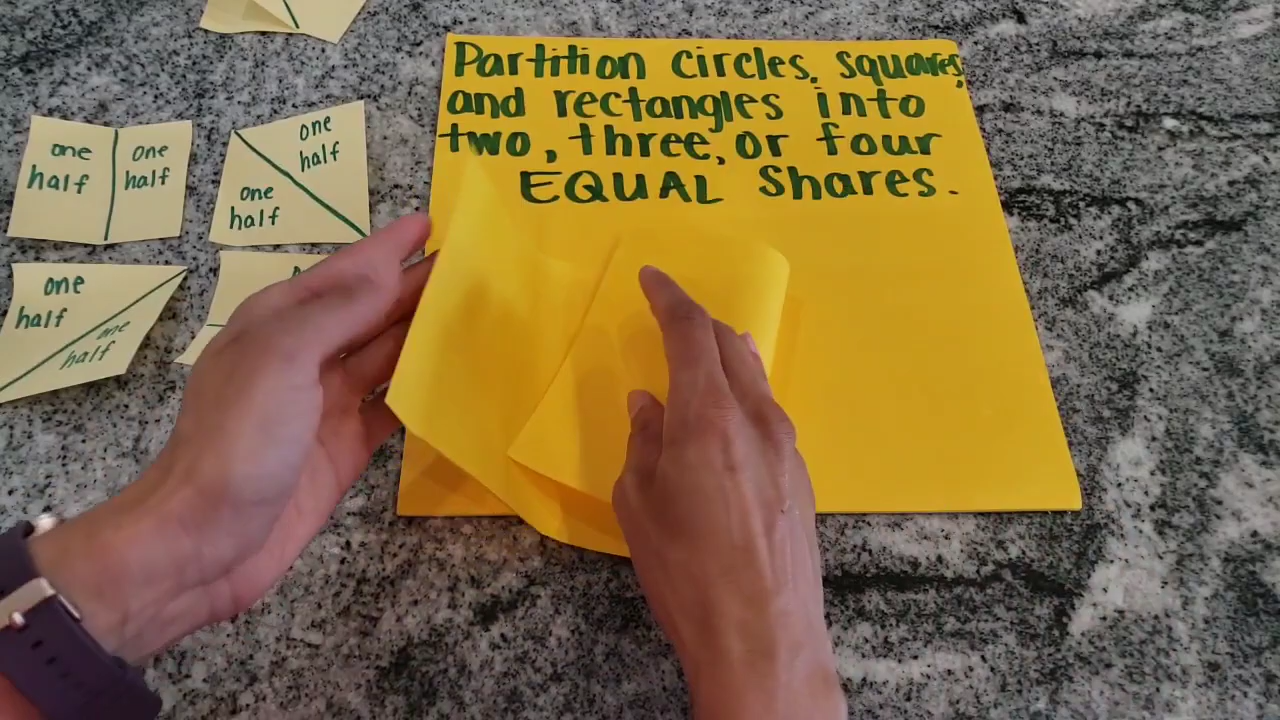 Partition circles, squares,
and rectangles into
two, three, or four
EQUAL Shares.
one
half
one
half
one
half
one
half
one
half
one
half